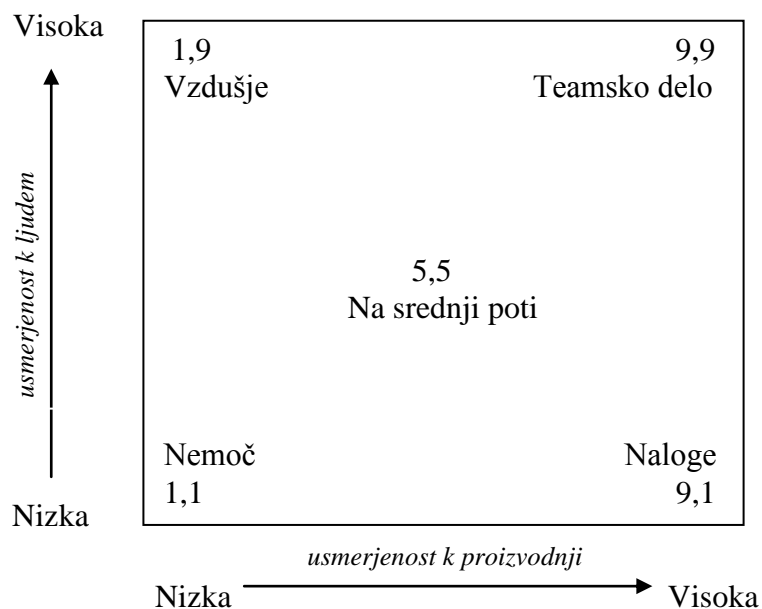 Visoka
1,9
Vzdušje
9,9
Teamsko delo
usmerjenost k ljudem
5,5
Na srednji poti
Nemoč
1,1
Naloge
9,1
Nizka
usmerjenost k proizvodnji
Nizka
Visoka